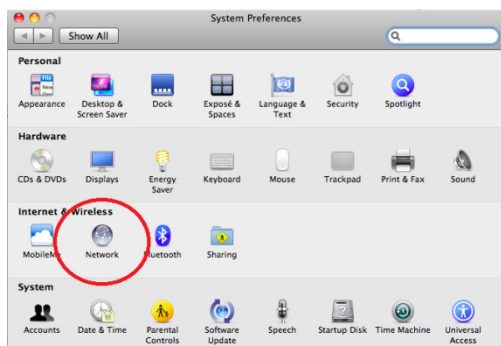 System Preferences
Show All
Personal
Appearance
Desktop &
Screen Saver
Dock
Exposé &
Spaces
Language &
Text
Security
Spotlight
Hardware
CDs & DVDs
Displays
Energy
Saver
Keyboard
Mouse
Trackpad
Print & Fax
Sound
Internet & Wireless
MobileMe
Network
Bluetooth
Sharing
System
Accounts
Date & Time
Parental
Controls
Software
Update
Speech
Startup Disk
Time Machine
Universal
Access